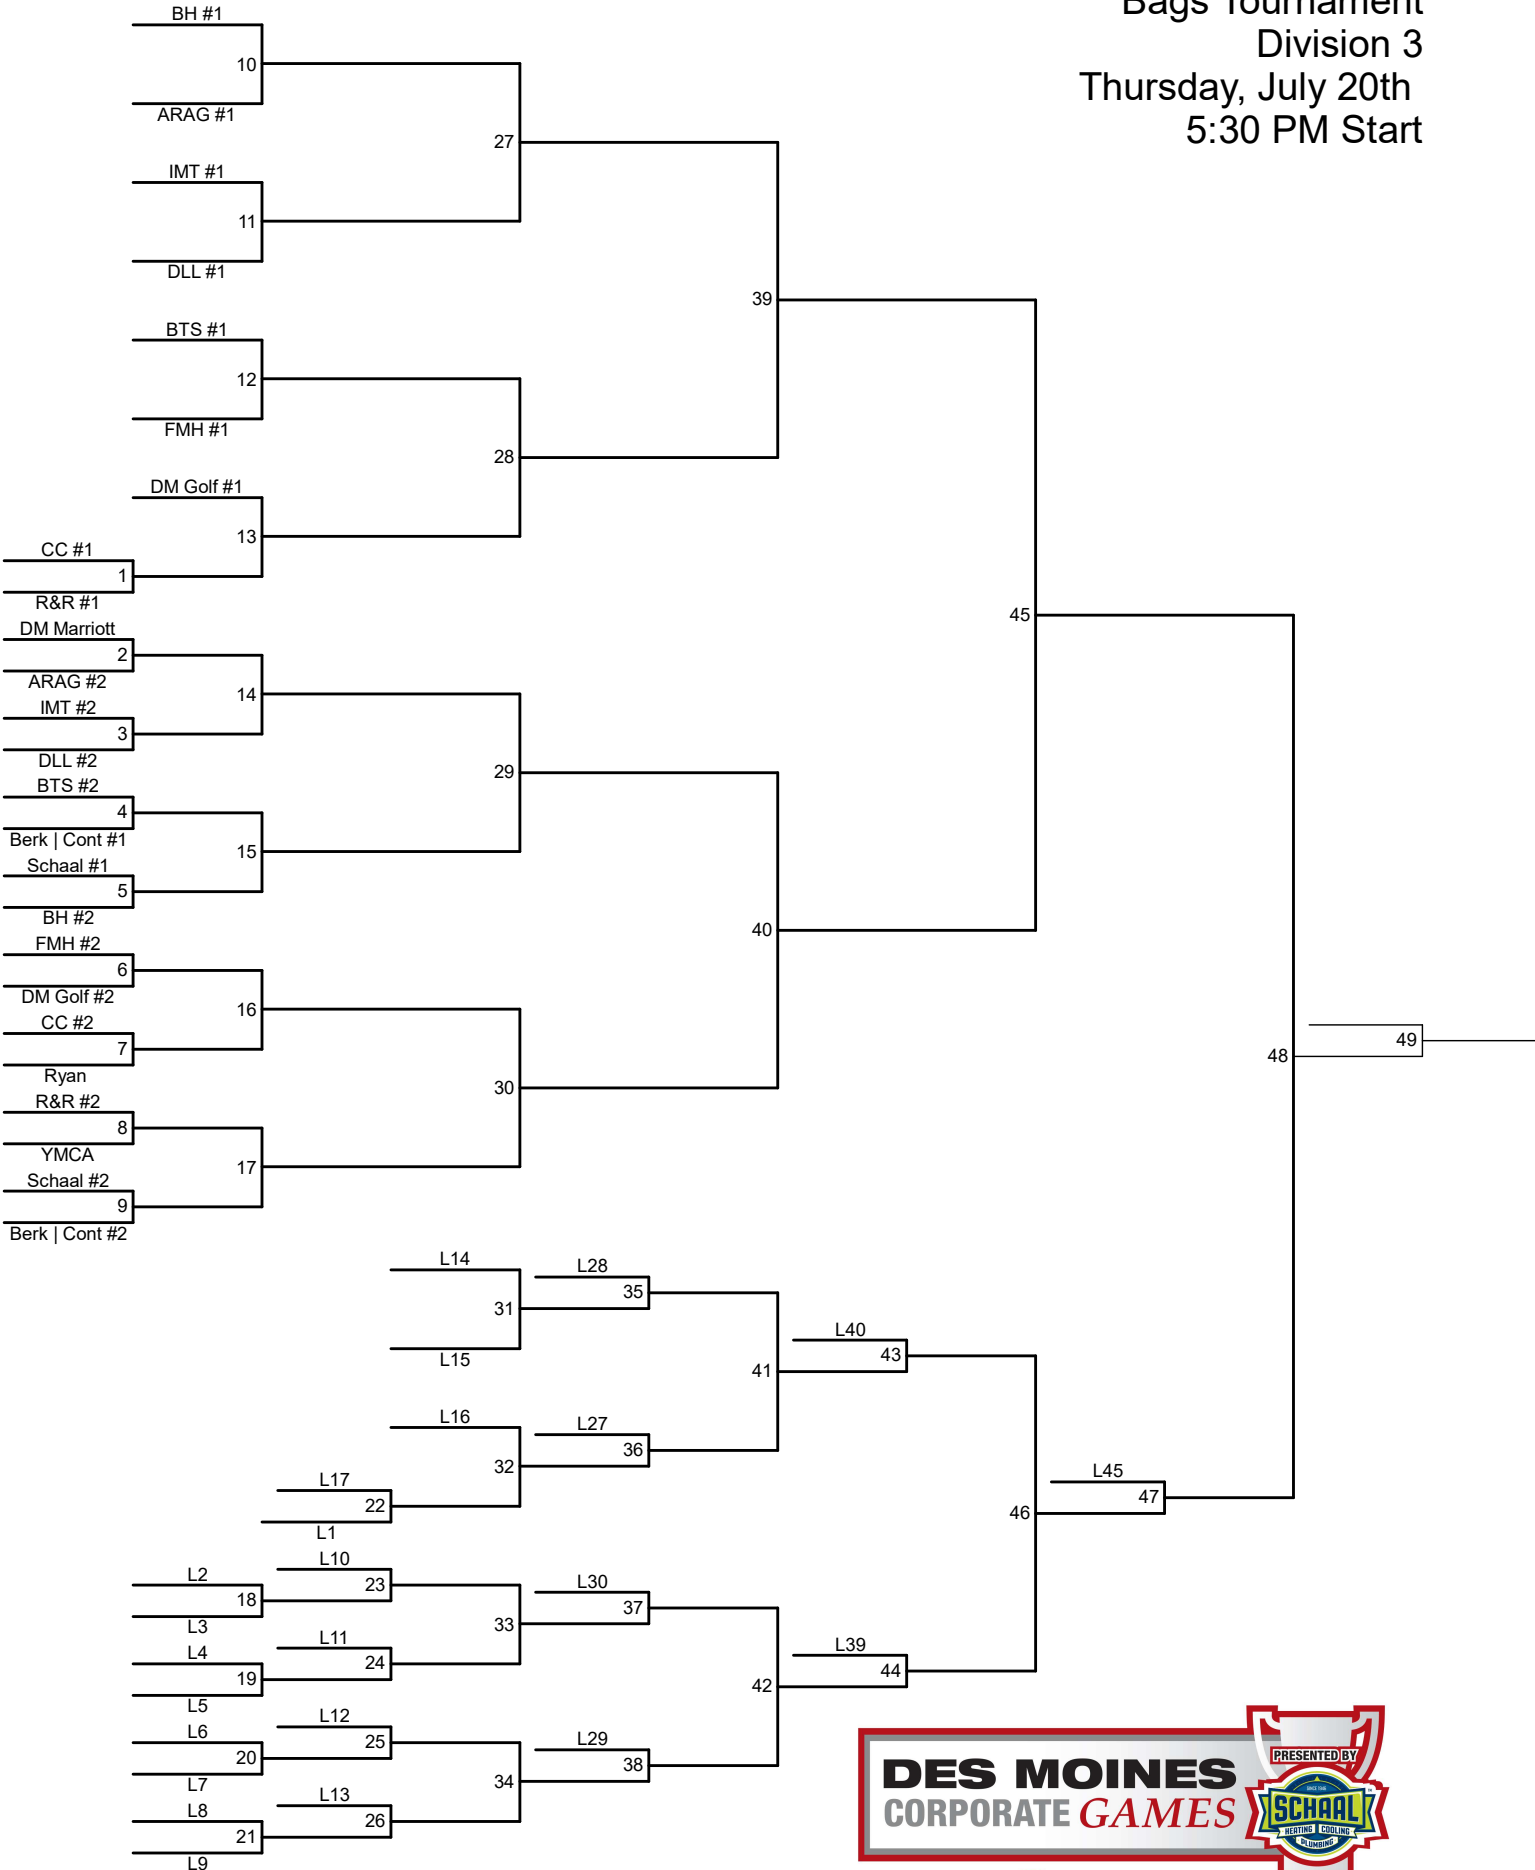 Bags Tournament
Division 3
Thursday, July 20th
5:30 PM Start
BH #1
10
ARAG #1
27
IMT #1
11
DLL #1
39
BTS #1
12
FMH #1
28
DM Golf #1
13
CC #1
1
R&R #1
45
DM Marriott
2
ARAG #2
14
IMT #2
3
DLL #2
29
BTS #2
4
Berk | Cont #1
15
Schaal #1
5
BH #2
40
FMH #2
6
DM Golf #2
16
CC #2
7
Ryan
30
49
48
R&R #2
8
YMCA
17
Schaal #2
9
Berk | Cont #2
L14
L28
35
31
L15
L40
43
41
L16
L27
36
32
L17
22
L1
L45
47
46
L10
L2
23
18
L3
L30
37
33
L11
L4
24
19
L5
L39
44
42
L12
L6
25
20
L7
L29
38
34
L13
L8
26
21
L9
DES MOINES
CORPORATE GAMES
PRESENTED BY
SINCE 1946
SCHAAL
HEATING COOLING
PLUMBING